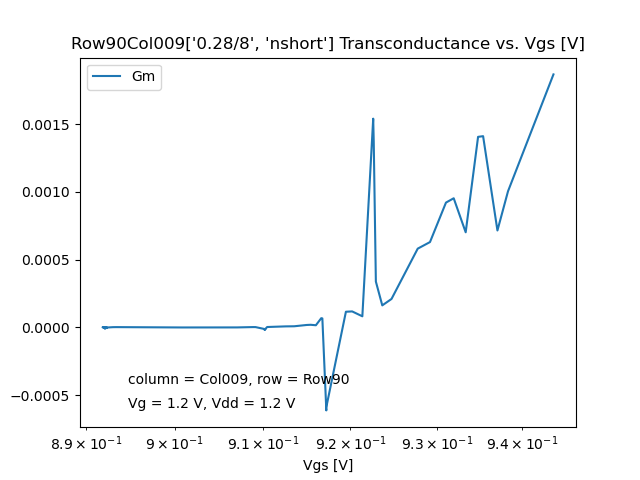 Row90Col009['0.28/8', 'nshort'] Transconductance vs. Vgs [V]
Gm
0.0015
0.0010
0.0005
0.0000
−0.0005
column = Col009, row = Row90
Vg = 1.2 V, Vdd = 1.2 V
8.9 × 10⁻¹ 9 × 10⁻¹ 9.1 × 10⁻¹ 9.2 × 10⁻¹ 9.3 × 10⁻¹ 9.4 × 10⁻¹
Vgs [V]